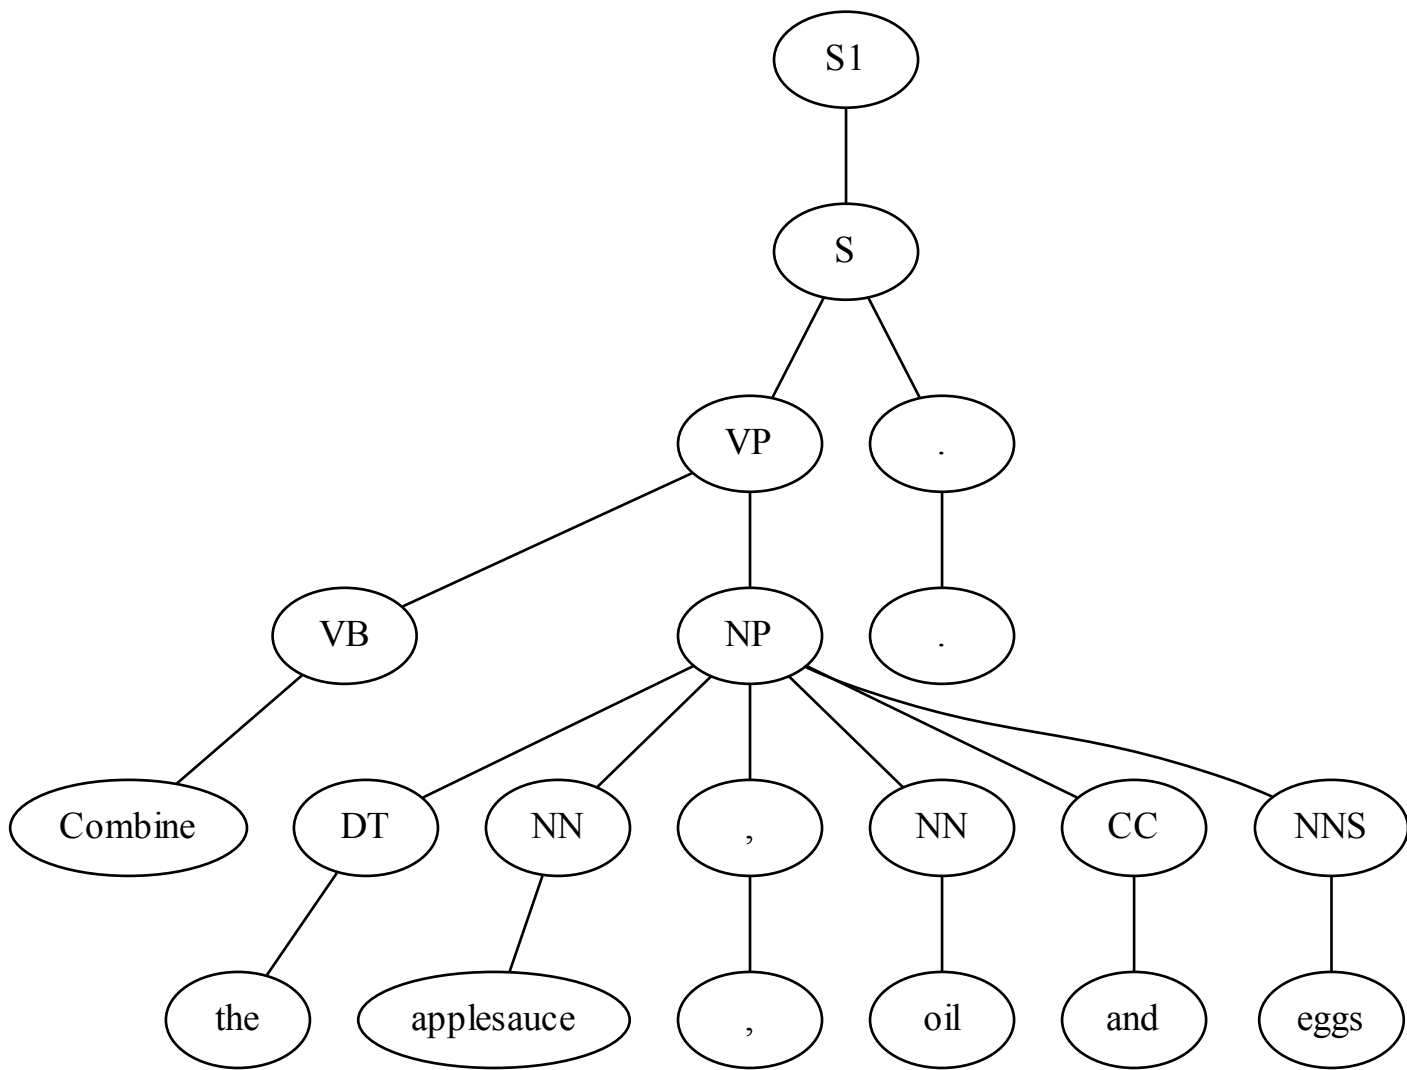 S1
S
VP .
VB NP .
Combine DT NN , NN CC NNS
the applesauce , oil and eggs